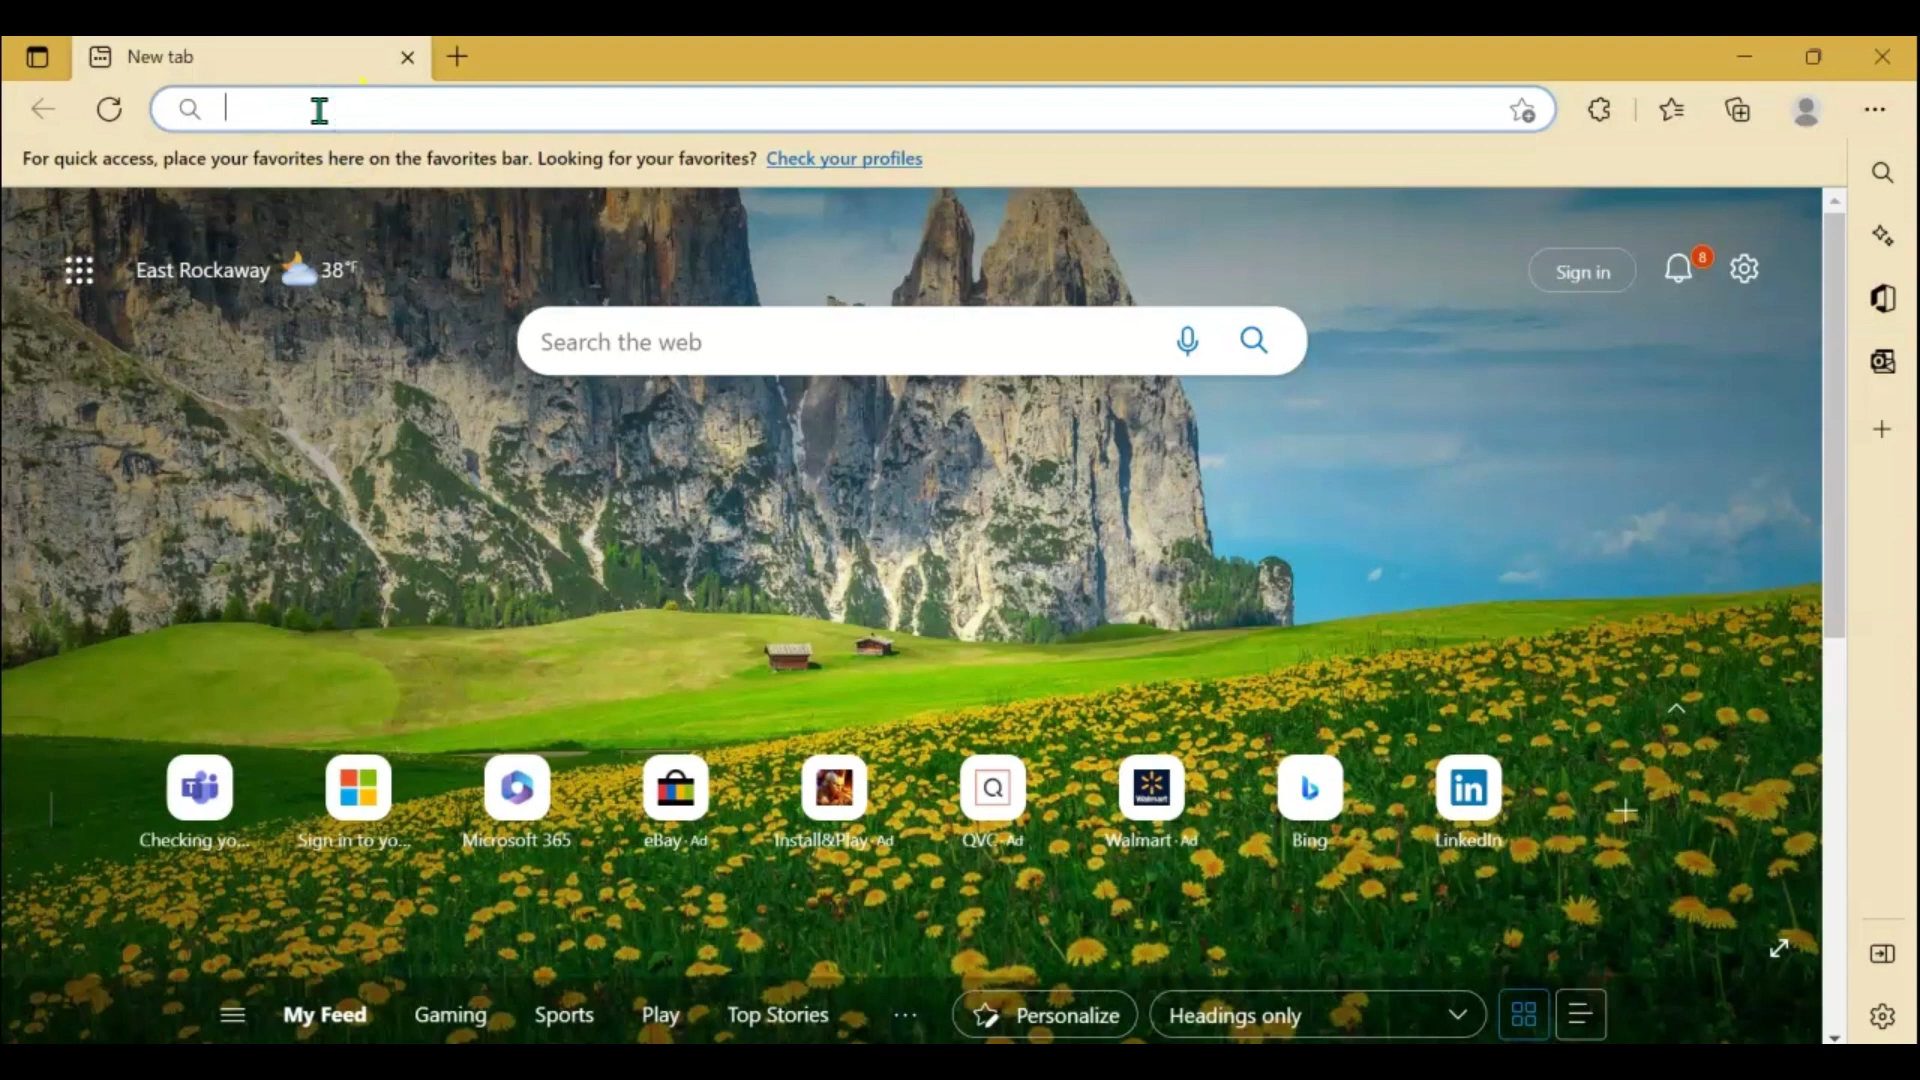 New tab
For quick access, place your favorites here on the favorites bar. Looking for your favorites? Check your profiles
East Rockaway 38°F
Sign in
8
Search the web
Checking yo...
Sign in to yo...
Microsoft 365
eBay · Ad
Install&Play · Ad
QVC · Ad
Walmart · Ad
Bing
LinkedIn
My Feed
Gaming
Sports
Play
Top Stories
...
Personalize
Headings only